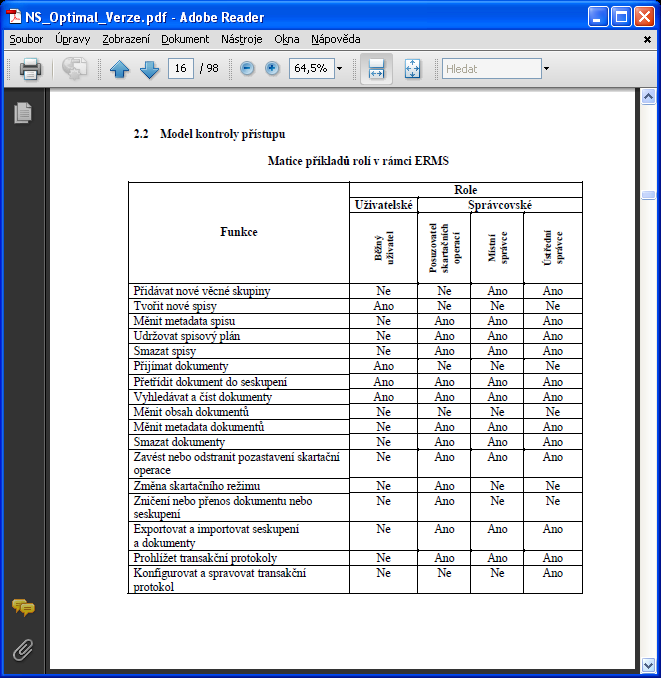 NS_Optimal_Verze.pdf - Adobe Reader
Soubor Úpravy Zobrazení Dokument Nástroje Okna Nápověda
16 / 98 64,5% Hledat
2.2 Model kontroly přístupu
Matice příkladů rolí v rámci ERMS
Funkce Role
Uživatelské Správcovské
Běžný uživatel Posuzovatel skartačních operací Místní správce Ústřední správce
Přidávat nové věcné skupiny Ne Ne Ano Ano
Tvořit nové spisy Ano Ne Ne Ne
Měnit metadata spisu Ne Ano Ano Ano
Udržovat spisový plán Ne Ano Ano Ano
Smazat spisy Ne Ano Ano Ano
Přijímat dokumenty Ano Ne Ne Ne
Přetřídit dokument do seskupení Ano Ano Ano Ano
Vyhledávat a číst dokumenty Ano Ano Ano Ano
Měnit obsah dokumentů Ne Ne Ne Ne
Měnit metadata dokumentů Ne Ano Ano Ano
Smazat dokumenty Ne Ano Ano Ano
Zavést nebo odstranit pozastavení skartační Ne Ano Ano Ano
operace
Změna skartačního režimu Ne Ano Ne Ne
Zničení nebo přenos dokumentu nebo Ne Ano Ne Ne
seskupení
Exportovat a importovat seskupení Ne Ano Ano Ano
a dokumenty
Prohlížet transakční protokoly Ne Ano Ano Ano
Konfigurovat a spravovat transakční Ne Ne Ne Ano
protokol